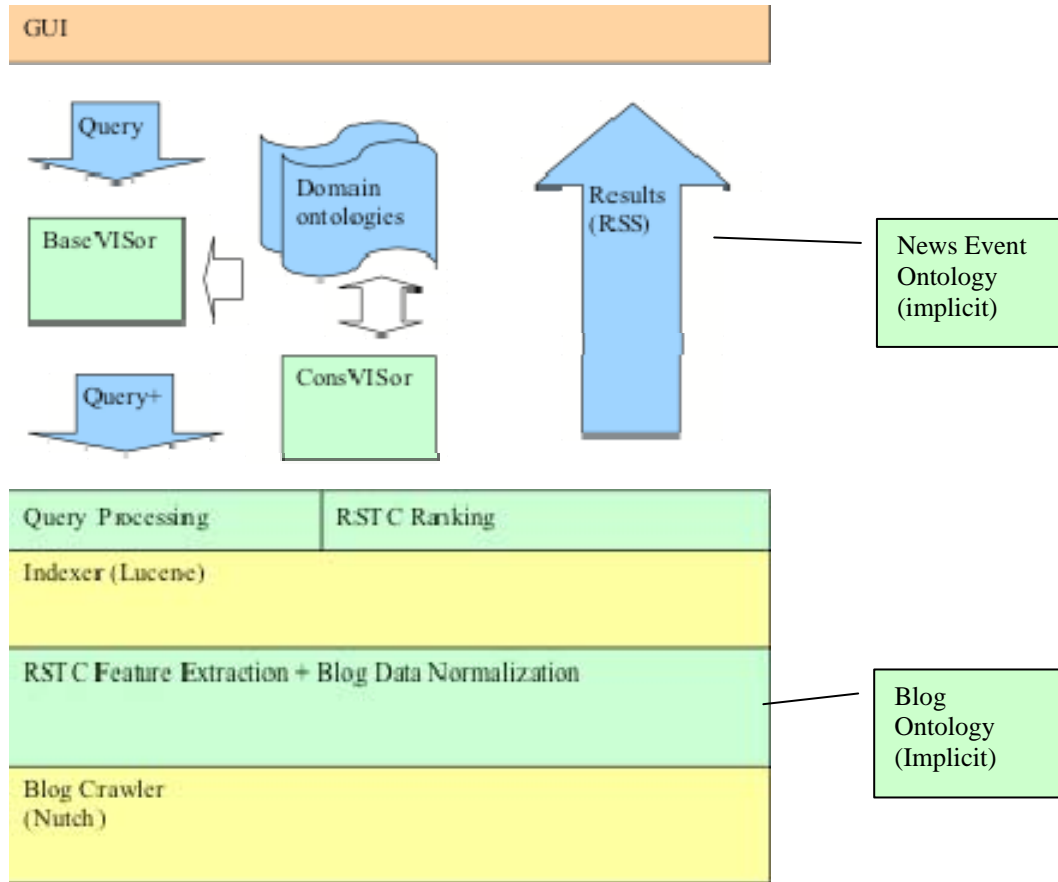 GUI
Query
Domain
ontologies
Results
(RSS)
BaseVISor
News Event
Ontology
(implicit)
ConsVISor
Query+
Query Processing
RSTC Ranking
Indexer (Lucene)
RSTC Feature Extraction + Blog Data Normalization
Blog
Ontology
(Implicit)
Blog Crawler
(Nutch)